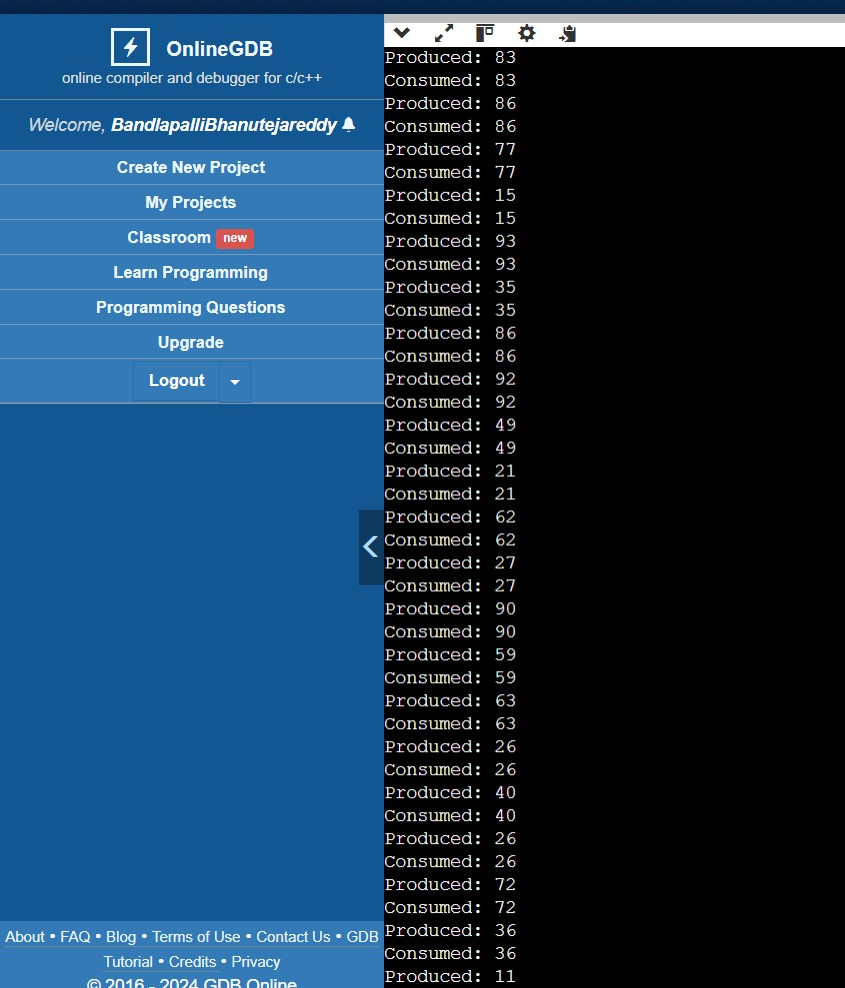 OnlineGDB
online compiler and debugger for c/c++
Welcome, BandlapalliBhanutejareddy
Create New Project
My Projects
Classroom new
Learn Programming
Programming Questions
Upgrade
Logout
About • FAQ • Blog • Terms of Use • Contact Us • GDB
Tutorial • Credits • Privacy
© 2016 - 2024 GDB Online
Produced: 83
Consumed: 83
Produced: 86
Consumed: 86
Produced: 77
Consumed: 77
Produced: 15
Consumed: 15
Produced: 93
Consumed: 93
Produced: 35
Consumed: 35
Produced: 86
Consumed: 86
Produced: 92
Consumed: 92
Produced: 49
Consumed: 49
Produced: 21
Consumed: 21
Produced: 62
Consumed: 62
Produced: 27
Consumed: 27
Produced: 90
Consumed: 90
Produced: 59
Consumed: 59
Produced: 63
Consumed: 63
Produced: 26
Consumed: 26
Produced: 40
Consumed: 40
Produced: 26
Consumed: 26
Produced: 72
Consumed: 72
Produced: 36
Consumed: 36
Produced: 11